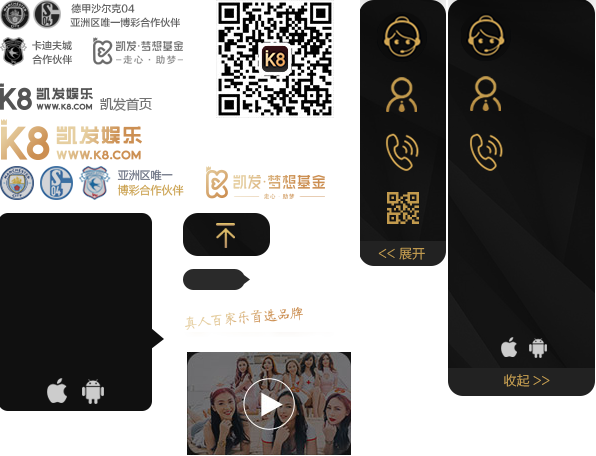 德甲沙尔克04
亚洲区唯一博彩合作伙伴
卡迪夫城
合作伙伴
凯发·梦想基金
走心·助梦
K8 凯发娱乐
WWW.K8.COM
凯发首页
K8 凯发娱乐
WWW.K8.COM
亚洲区唯一
博彩合作伙伴
凯发·梦想基金
走心·助梦
真人百家乐首选品牌
K8
<< 展开
收起 >>